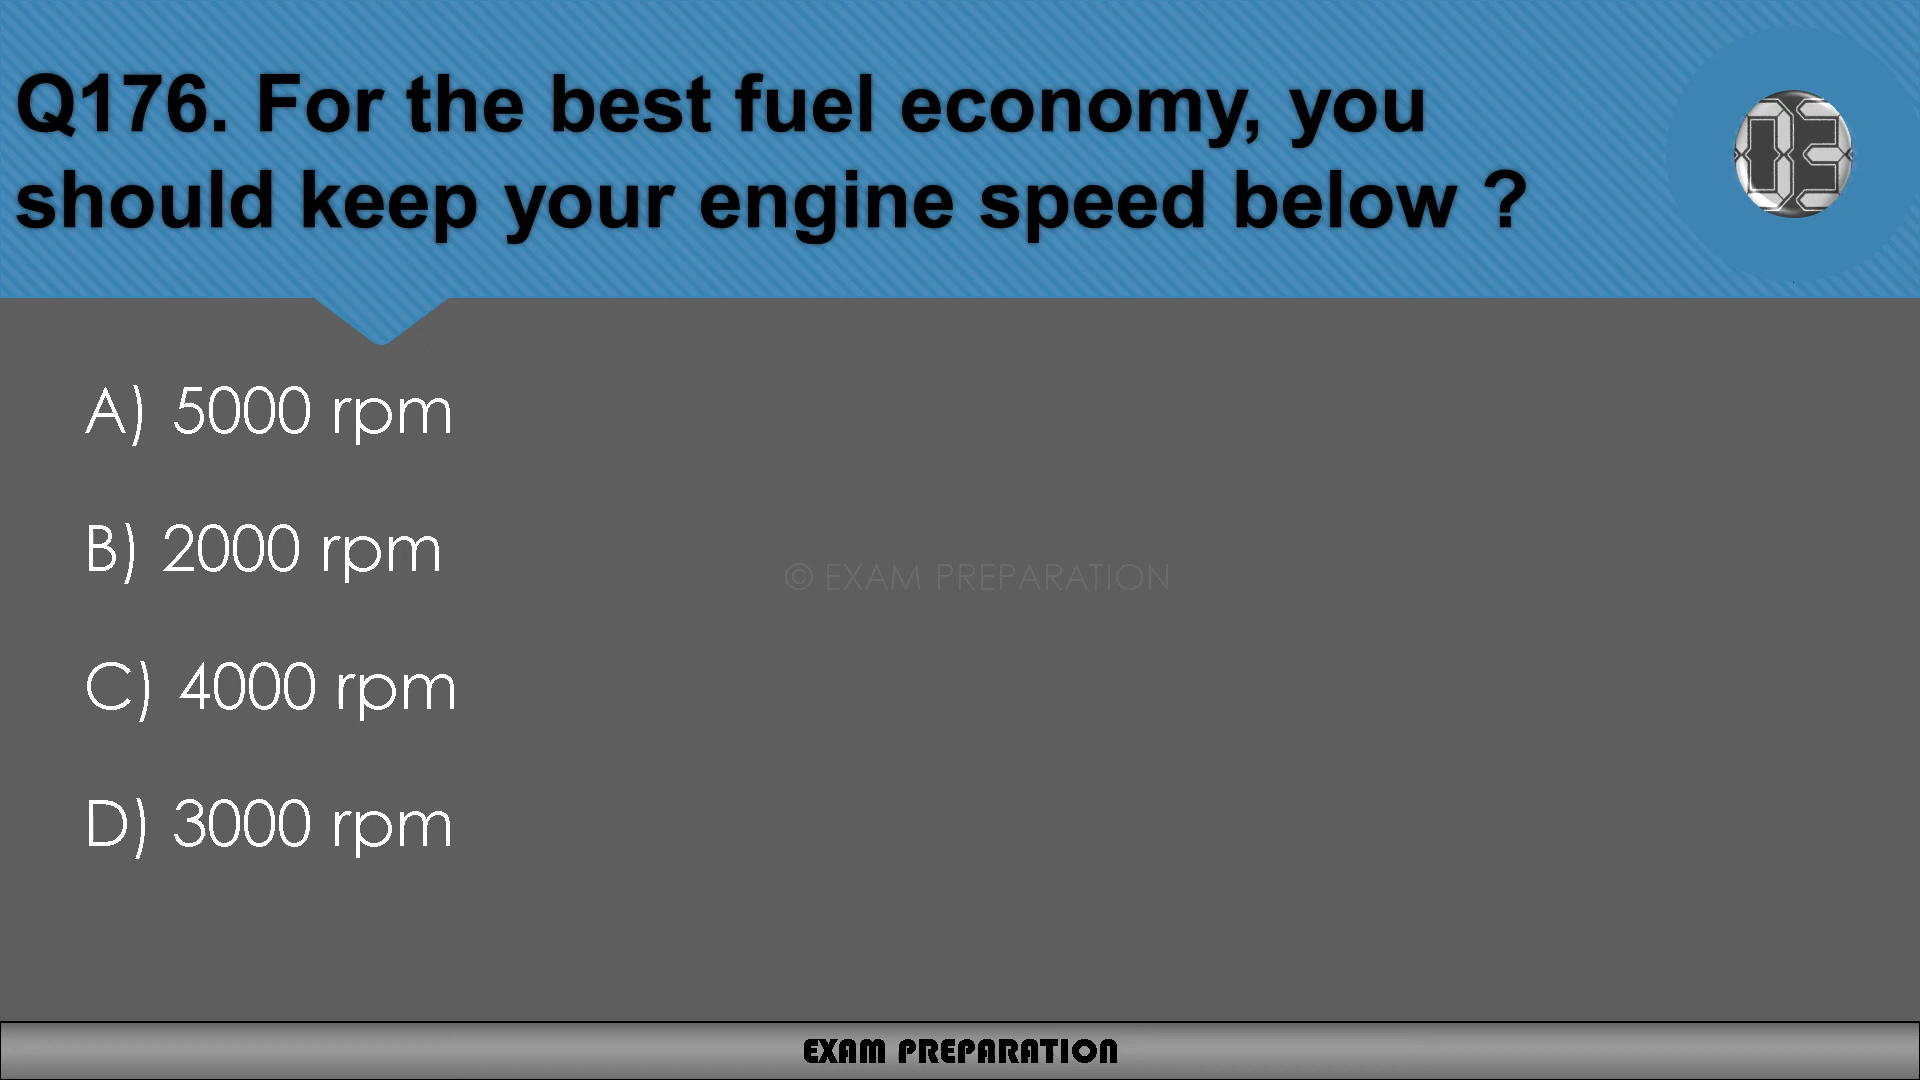 Q176. For the best fuel economy, you
should keep your engine speed below ?
03
A) 5000 rpm
B) 2000 rpm
© EXAM PREPARATION
C) 4000 rpm
D) 3000 rpm
EXAM PREPARATION